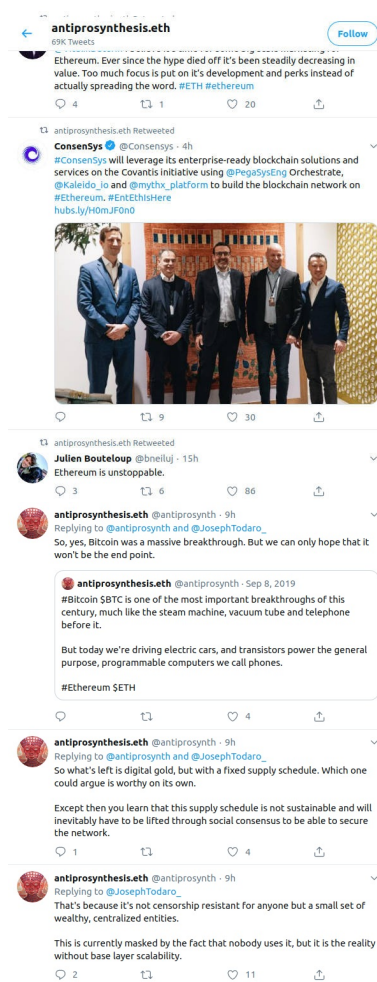 antiprosynthesis.eth
69K Tweets
Follow
Ethereum. Ever since the hype died off it's been steadily decreasing in
value. Too much focus is put on it's development and perks instead of
actually spreading the word. #ETH #ethereum
4 1 20
antiprosynthesis.eth Retweeted
ConsenSys @Consensys · 4h
#ConsenSys will leverage its enterprise-ready blockchain solutions and
services on the Covantis initiative using @PegaSysEng Orchestrate,
@Kaleido_io and @mythx_platform to build the blockchain network on
#Ethereum. #EntEthIsHere
hubs.ly/H0mJF0n0
9 30
antiprosynthesis.eth Retweeted
Julien Bouteloup @bneiluj · 15h
Ethereum is unstoppable.
3 6 86
antiprosynthesis.eth @antiprosynth · 9h
Replying to @antiprosynth and @JosephTodaro_
So, yes, Bitcoin was a massive breakthrough. But we can only hope that it
won't be the end point.
antiprosynthesis.eth @antiprosynth · Sep 8, 2019
#Bitcoin $BTC is one of the most important breakthroughs of this
century, much like the steam machine, vacuum tube and telephone
before it.
But today we're driving electric cars, and transistors power the general
purpose, programmable computers we call phones.
#Ethereum $ETH
4
antiprosynthesis.eth @antiprosynth · 9h
Replying to @antiprosynth and @JosephTodaro_
So what's left is digital gold, but with a fixed supply schedule. Which one
could argue is worthy on its own.
Except then you learn that this supply schedule is not sustainable and will
inevitably have to be lifted through social consensus to be able to secure
the network.
1 4
antiprosynthesis.eth @antiprosynth · 9h
Replying to @JosephTodaro_
That's because it's not censorship resistant for anyone but a small set of
wealthy, centralized entities.
This is currently masked by the fact that nobody uses it, but it is the reality
without base layer scalability.
2 11